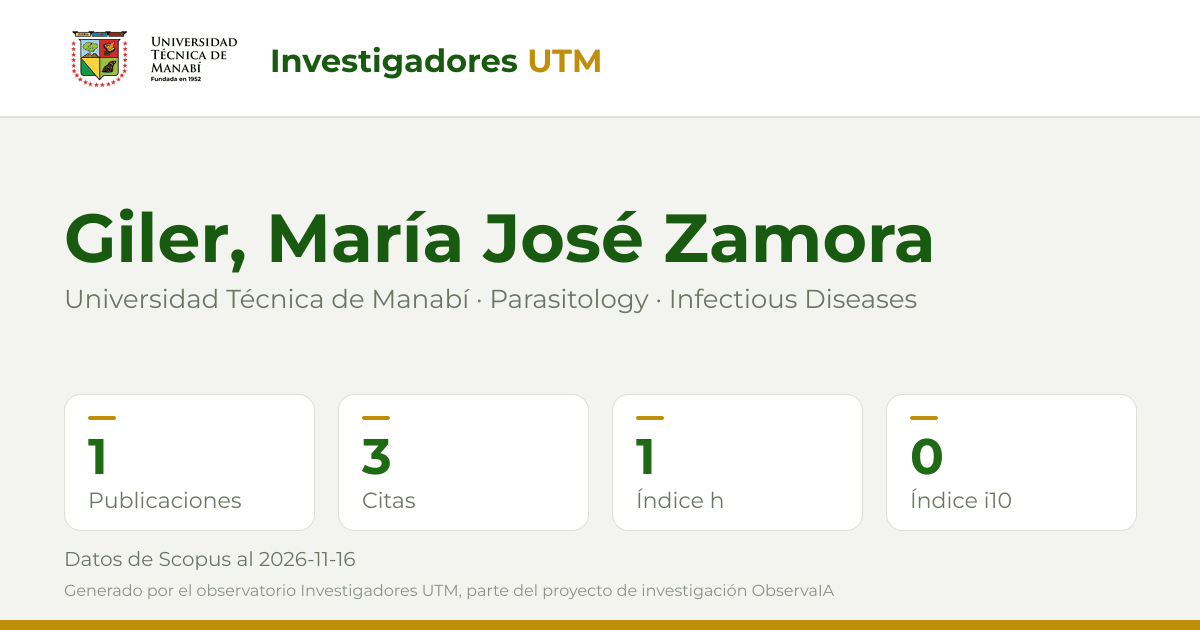 UNIVERSIDAD
TÉCNICA DE
MANABÍ
Fundada en 1952
Investigadores UTM
Giler, María José Zamora
Universidad Técnica de Manabí · Parasitology · Infectious Diseases
1
Publicaciones
3
Citas
1
Índice h
0
Índice i10
Datos de Scopus al 2026-11-16
Generado por el observatorio Investigadores UTM, parte del proyecto de investigación ObservaIA